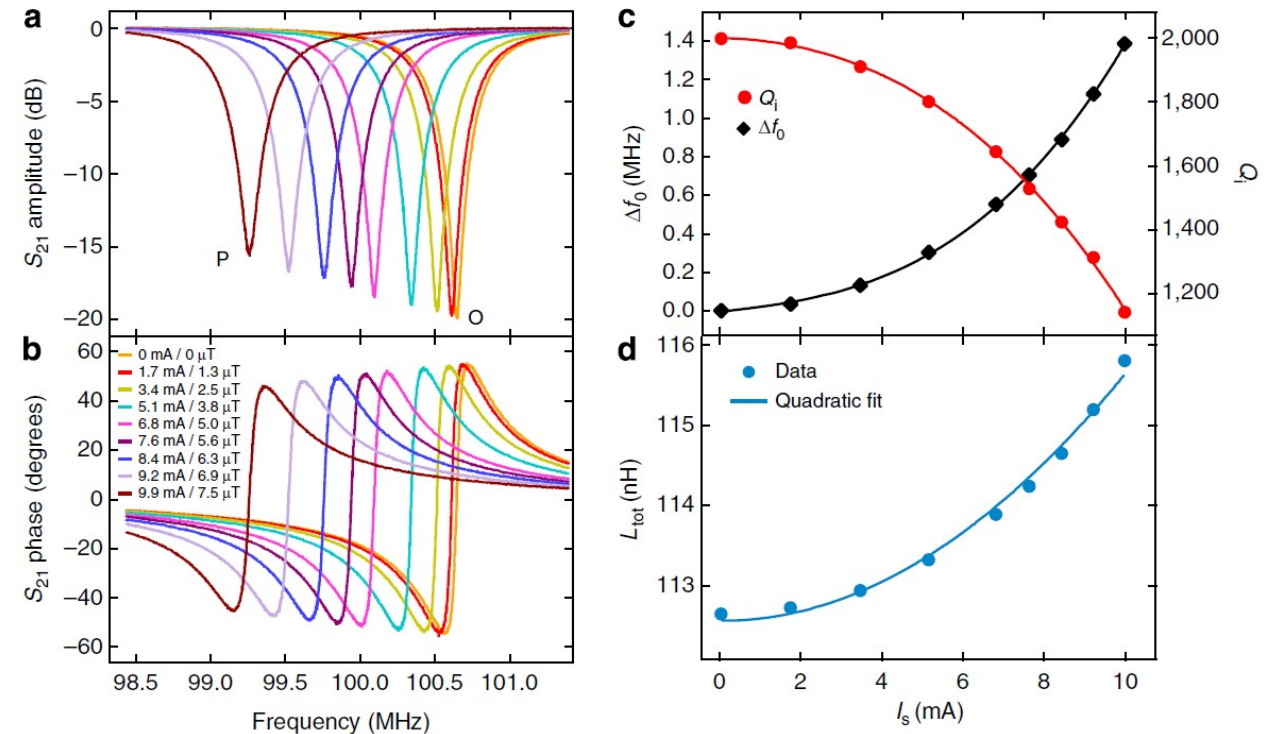 a
0
−5
−10
−15
−20
S21 amplitude (dB)
P
O
b
60
40
20
0
−20
−40
−60
S21 phase (degrees)
0 mA / 0 µT
1.7 mA / 1.3 µT
3.4 mA / 2.5 µT
5.1 mA / 3.8 µT
6.8 mA / 5.0 µT
7.6 mA / 5.6 µT
8.4 mA / 6.3 µT
9.2 mA / 6.9 µT
9.9 mA / 7.5 µT
98.5 99.0 99.5 100.0 100.5 101.0
Frequency (MHz)
c
1.4
1.2
1.0
0.8
0.6
0.4
0.2
0.0
Δf0 (MHz)
Qi
Δf0
2,000
1,800
1,600
1,400
1,200
Qi
d
116
115
114
113
Ltot (nH)
Data
Quadratic fit
0 2 4 6 8 10
Is (mA)